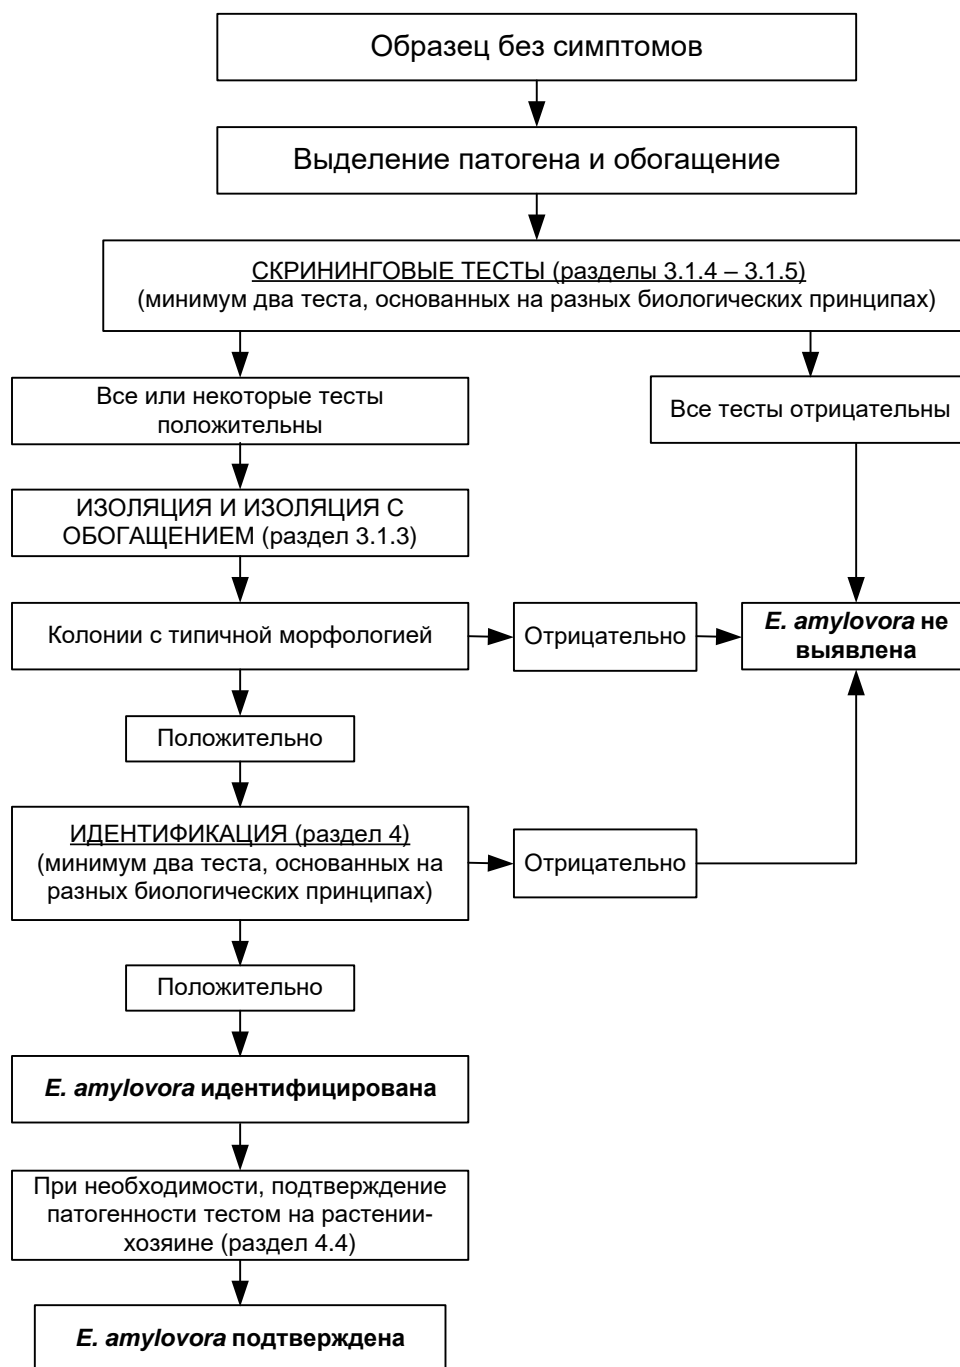 Образец без симптомов
Выделение патогена и обогащение
СКРИНИНГОВЫЕ ТЕСТЫ (разделы 3.1.4 – 3.1.5)
(минимум два теста, основанных на разных биологических принципах)
Все или некоторые тесты
положительны
Все тесты отрицательны
ИЗОЛЯЦИЯ И ИЗОЛЯЦИЯ С
ОБОГАЩЕНИЕМ (раздел 3.1.3)
Колонии с типичной морфологией
Отрицательно
E. amylovora не
выявлена
Положительно
ИДЕНТИФИКАЦИЯ (раздел 4)
(минимум два теста, основанных на
разных биологических принципах)
Отрицательно
Положительно
E. amylovora идентифицирована
При необходимости, подтверждение
патогенности тестом на растении-
хозяине (раздел 4.4)
E. amylovora подтверждена